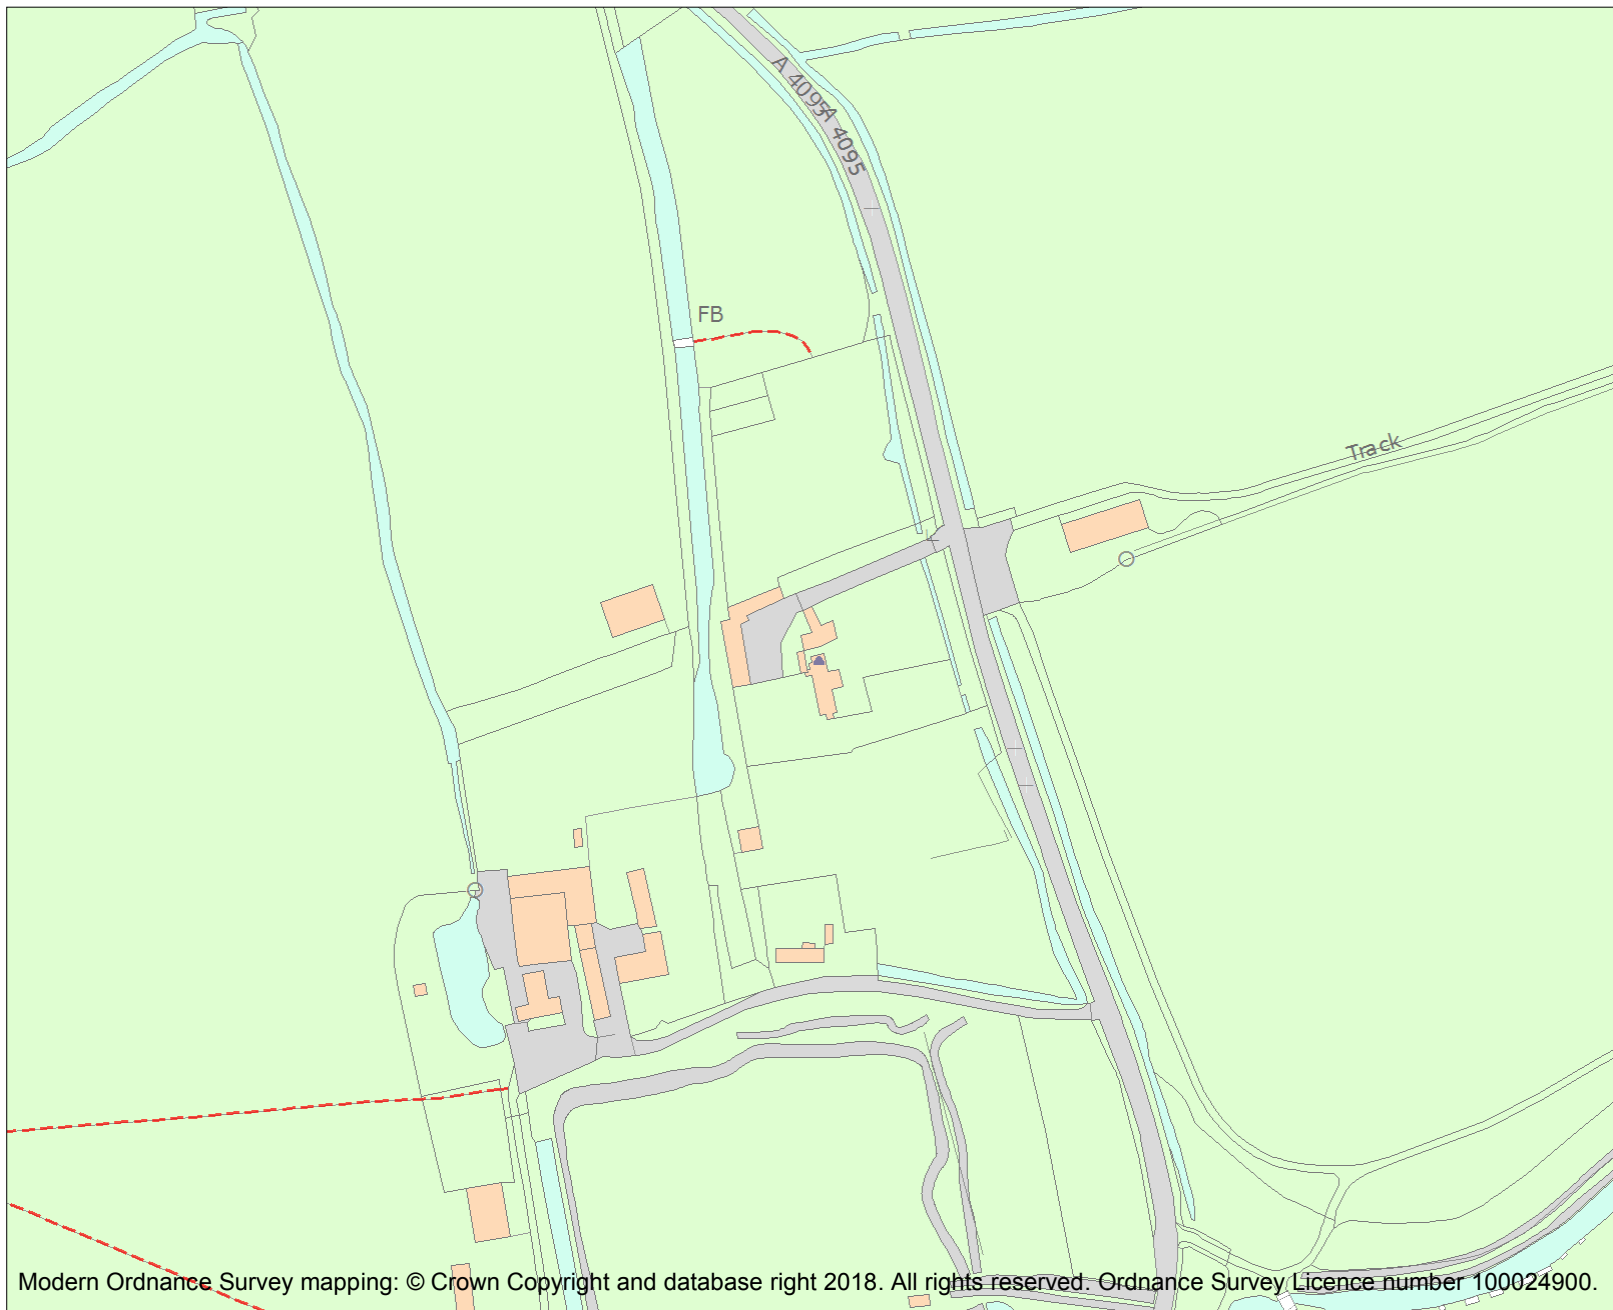 A 4095
A 4095
FB
Track
Modern Ordnance Survey mapping: © Crown Copyright and database right 2018. All rights reserved. Ordnance Survey Licence number 100024900.